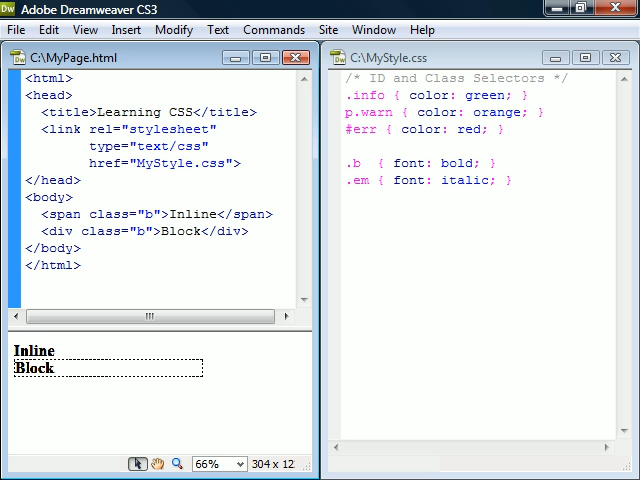 Dw Adobe Dreamweaver CS3
File Edit View Insert Modify Text Commands Site Window Help
C:\MyPage.html
<html>
<head>
<title>Learning CSS</title>
<link rel="stylesheet"
type="text/css"
href="MyStyle.css">
</head>
<body>
<span class="b">Inline</span>
<div class="b">Block</div>
</body>
</html>
Inline
Block
66% 304 x 12
C:\MyStyle.css
/* ID and Class Selectors */
.info { color: green; }
p.warn { color: orange; }
#err { color: red; }
.b { font: bold; }
.em { font: italic; }